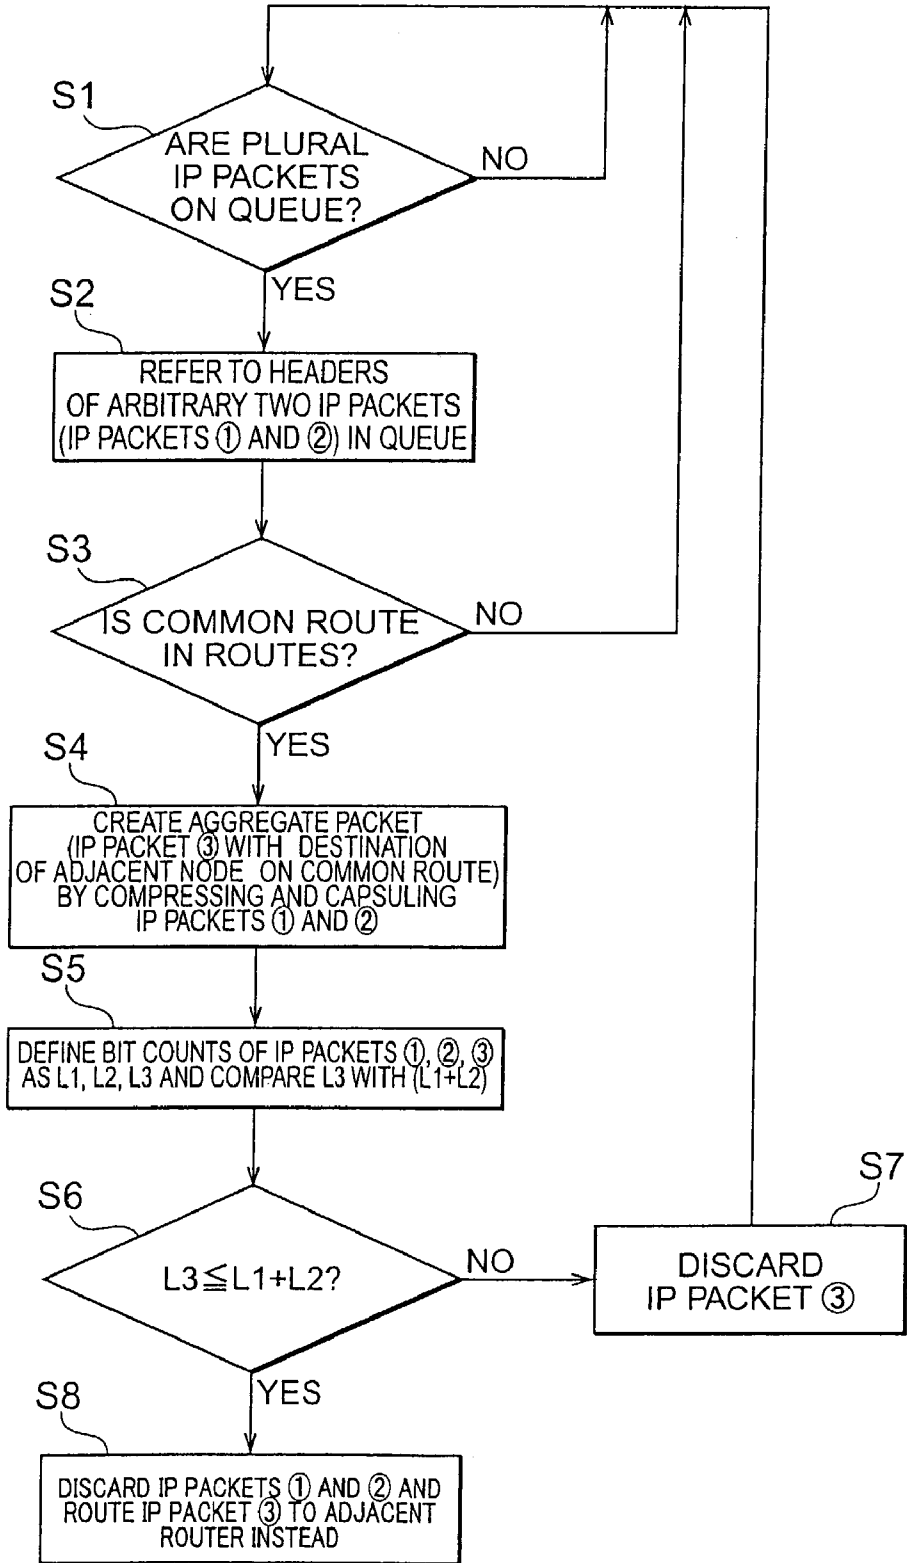 S1
ARE PLURAL
IP PACKETS
ON QUEUE?
NO
YES
S2
REFER TO HEADERS
OF ARBITRARY TWO IP PACKETS
(IP PACKETS ① AND ②) IN QUEUE
S3
IS COMMON ROUTE
IN ROUTES?
NO
YES
S4
CREATE AGGREGATE PACKET
(IP PACKET ③ WITH DESTINATION
OF ADJACENT NODE ON COMMON ROUTE)
BY COMPRESSING AND CAPSULING
IP PACKETS ① AND ②
S5
DEFINE BIT COUNTS OF IP PACKETS ①, ②, ③
AS L1, L2, L3 AND COMPARE L3 WITH (L1+L2)
S6
L3≦L1+L2?
NO
YES
S7
DISCARD
IP PACKET ③
S8
DISCARD IP PACKETS ① AND ② AND
ROUTE IP PACKET ③ TO ADJACENT
ROUTER INSTEAD